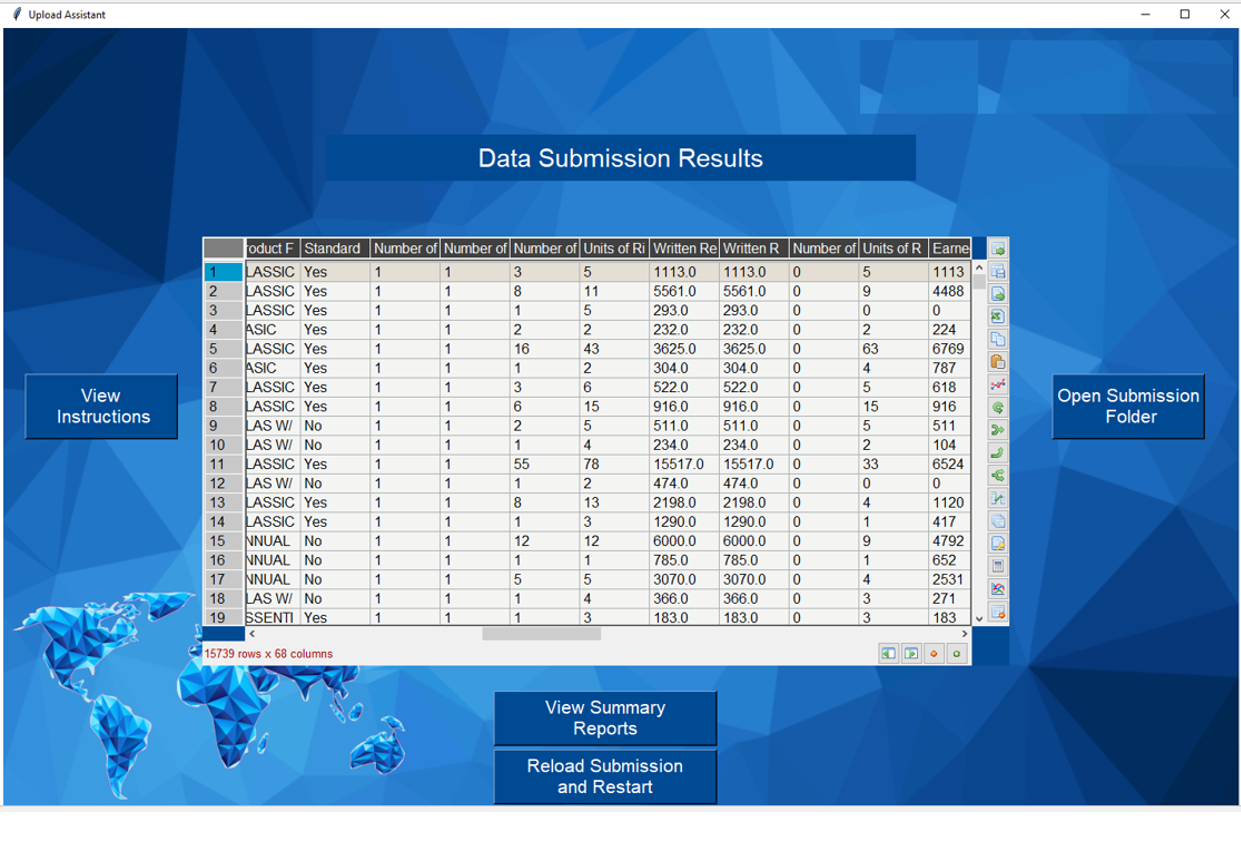 Upload Assistant
Data Submission Results
oduct F Standard Number of Number of Number of Units of Ri Written Re Written R Number of Units of R Earne
1 LASSIC Yes 1 1 3 5 1113.0 1113.0 0 5 1113
2 LASSIC Yes 1 1 8 11 5561.0 5561.0 0 9 4488
3 LASSIC Yes 1 1 1 5 293.0 293.0 0 0 0
4 ASIC Yes 1 1 2 2 232.0 232.0 0 2 224
5 LASSIC Yes 1 1 16 43 3625.0 3625.0 0 63 6769
6 ASIC Yes 1 1 1 2 304.0 304.0 0 4 787
7 LASSIC Yes 1 1 3 6 522.0 522.0 0 5 618
8 LASSIC Yes 1 1 6 15 916.0 916.0 0 15 916
9 LAS W/ No 1 1 2 5 511.0 511.0 0 5 511
10 LAS W/ No 1 1 1 4 234.0 234.0 0 2 104
11 LASSIC Yes 1 1 55 78 15517.0 15517.0 0 33 6524
12 LAS W/ No 1 1 1 2 474.0 474.0 0 0 0
13 LASSIC Yes 1 1 8 13 2198.0 2198.0 0 4 1120
14 LASSIC Yes 1 1 1 3 1290.0 1290.0 0 1 417
15 NNUAL No 1 1 12 12 6000.0 6000.0 0 9 4792
16 NNUAL No 1 1 1 1 785.0 785.0 0 1 652
17 NNUAL No 1 1 5 5 3070.0 3070.0 0 4 2531
18 LAS W/ No 1 1 1 4 366.0 366.0 0 3 271
19 SSENTI Yes 1 1 1 3 183.0 183.0 0 3 183
15739 rows x 68 columns
View
Instructions
Open Submission
Folder
View Summary
Reports
Reload Submission
and Restart